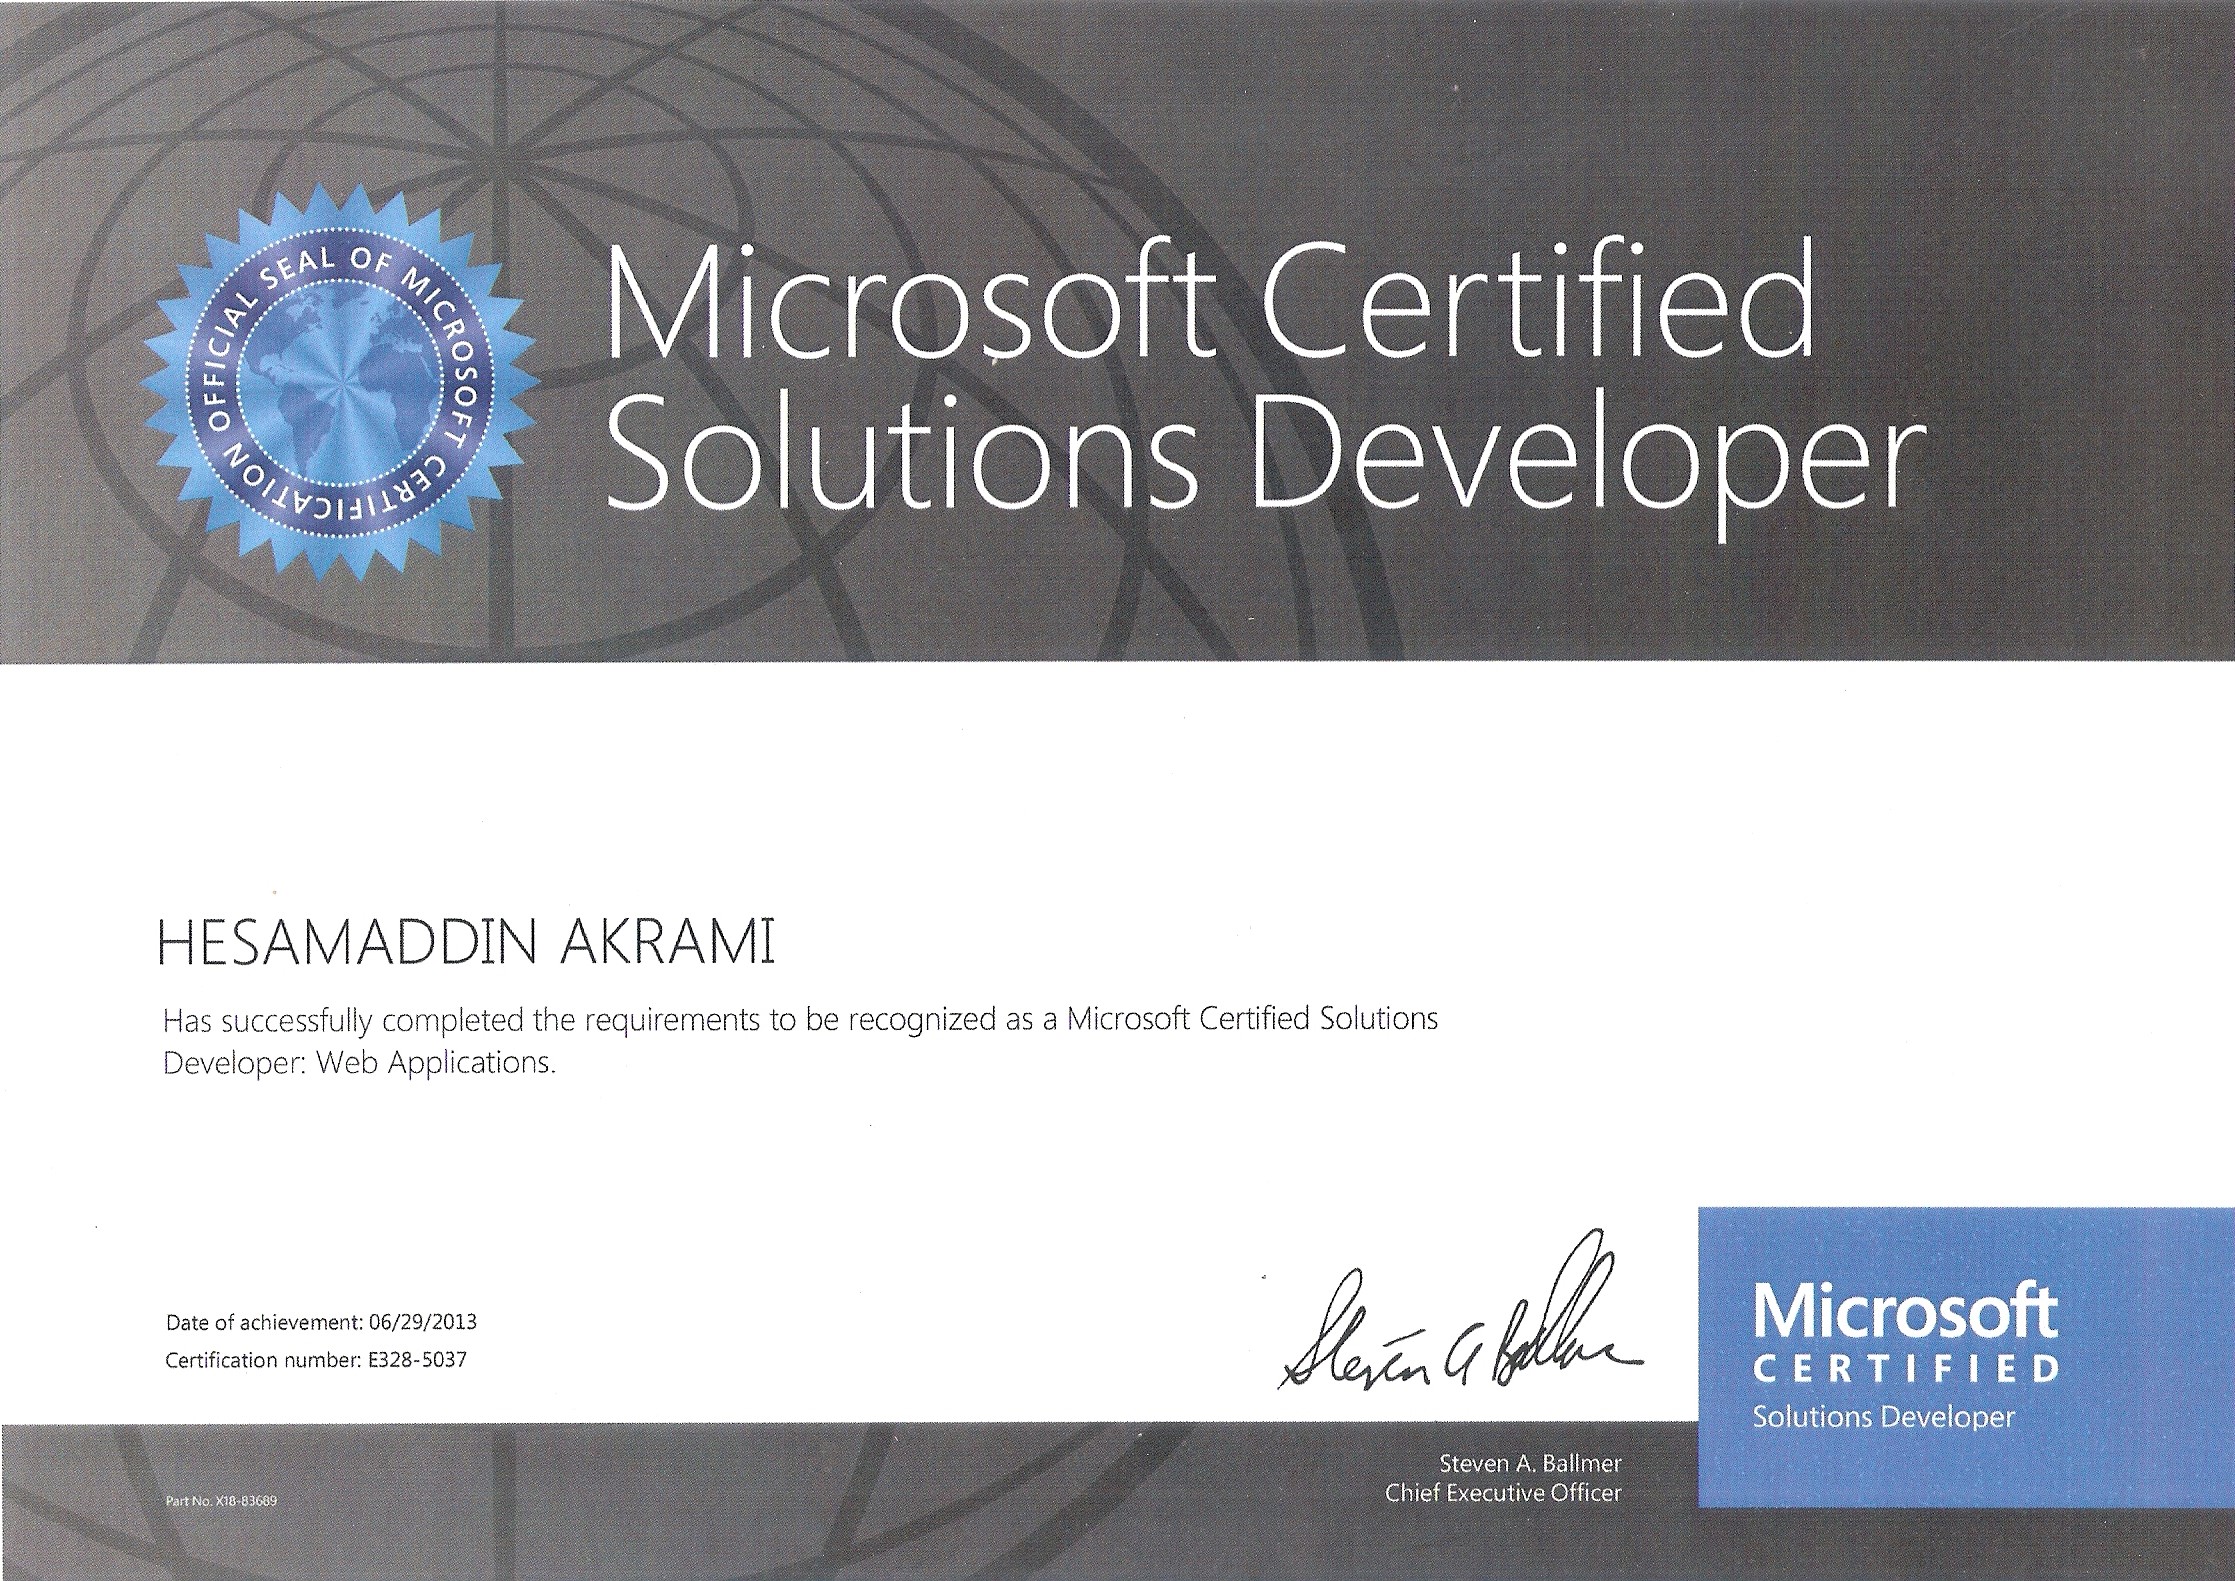 OFFICIAL SEAL OF MICROSOFT CERTIFICATION
Microsoft Certified
Solutions Developer
HESAMADDIN AKRAMI
Has successfully completed the requirements to be recognized as a Microsoft Certified Solutions
Developer: Web Applications.
Date of achievement: 06/29/2013
Certification number: E328-5037
Steven A Ballmer
Steven A. Ballmer
Chief Executive Officer
Part No. X18-83689
Microsoft
CERTIFIED
Solutions Developer